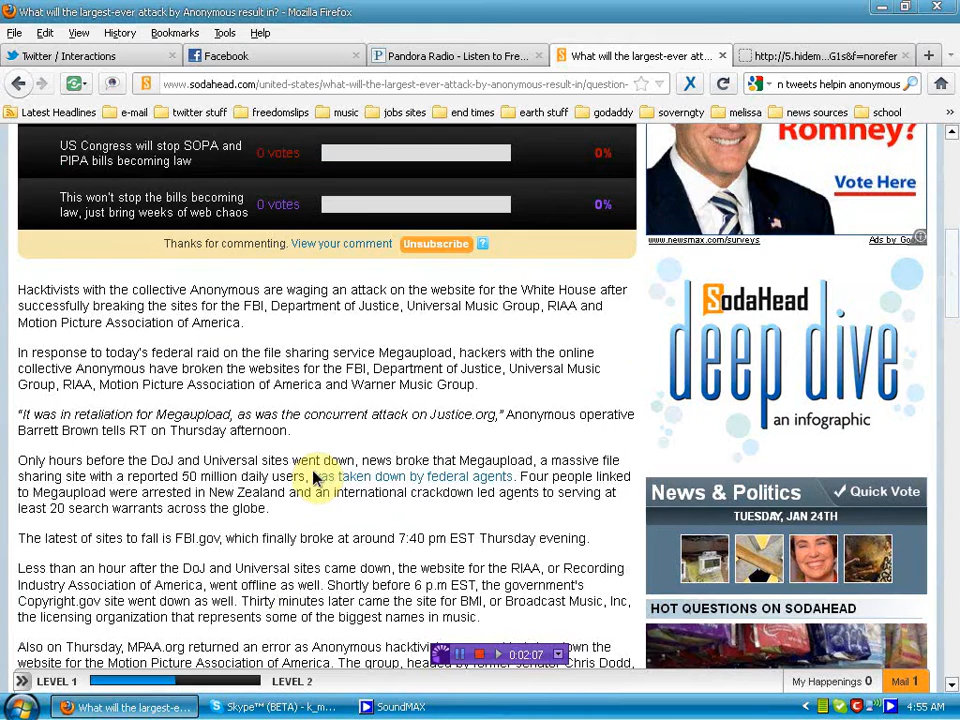 What will the largest-ever attack by Anonymous result in? - Mozilla Firefox
File Edit View History Bookmarks Tools Help
Twitter / Interactions × Facebook × Pandora Radio - Listen to Fre... × What will the largest-ever att... × http://5.hidem...G1s&f=norefer × +
www.sodahead.com/united-states/what-will-the-largest-ever-attack-by-anonymous-result-in/question-
n tweets helpin anonymous
Latest Headlines e-mail twitter stuff freedomslips music jobs sites end times earth stuff godaddy soverngty melissa news sources school
US Congress will stop SOPA and
PIPA bills becoming law
0 votes 0%
This won't stop the bills becoming
law, just bring weeks of web chaos
0 votes 0%
Thanks for commenting. View your comment Unsubscribe ?
Hacktivists with the collective Anonymous are waging an attack on the website for the White House after
successfully breaking the sites for the FBI, Department of Justice, Universal Music Group, RIAA and
Motion Picture Association of America.
In response to today's federal raid on the file sharing service Megaupload, hackers with the online
collective Anonymous have broken the websites for the FBI, Department of Justice, Universal Music
Group, RIAA, Motion Picture Association of America and Warner Music Group.
“It was in retaliation for Megaupload, as was the concurrent attack on Justice.org,” Anonymous operative
Barrett Brown tells RT on Thursday afternoon.
Only hours before the DoJ and Universal sites went down, news broke that Megaupload, a massive file
sharing site with a reported 50 million daily users, taken down by federal agents. Four people linked
to Megaupload were arrested in New Zealand and an international crackdown led agents to serving at
least 20 search warrants across the globe.
The latest of sites to fall is FBI.gov, which finally broke at around 7:40 pm EST Thursday evening.
Less than an hour after the DoJ and Universal sites came down, the website for the RIAA, or Recording
Industry Association of America, went offline as well. Shortly before 6 p.m EST, the government's
Copyright.gov site went down as well. Thirty minutes later came the site for BMI, or Broadcast Music, Inc,
the licensing organization that represents some of the biggest names in music.
Also on Thursday, MPAA.org returned an error as Anonymous the
website for the Motion Picture Association of America. The group, Chris Dodd,
0:02:07
Romney?
Vote Here
www.newsmax.com/surveys
SodaHead
deep dive
an infographic
News & Politics Quick Vote
TUESDAY, JAN 24TH
HOT QUESTIONS ON SODAHEAD
LEVEL 1 LEVEL 2 My Happenings 0 Mail 1
What will the largest-e... Skype™ (BETA) - k_m... SoundMAX 4:55 AM